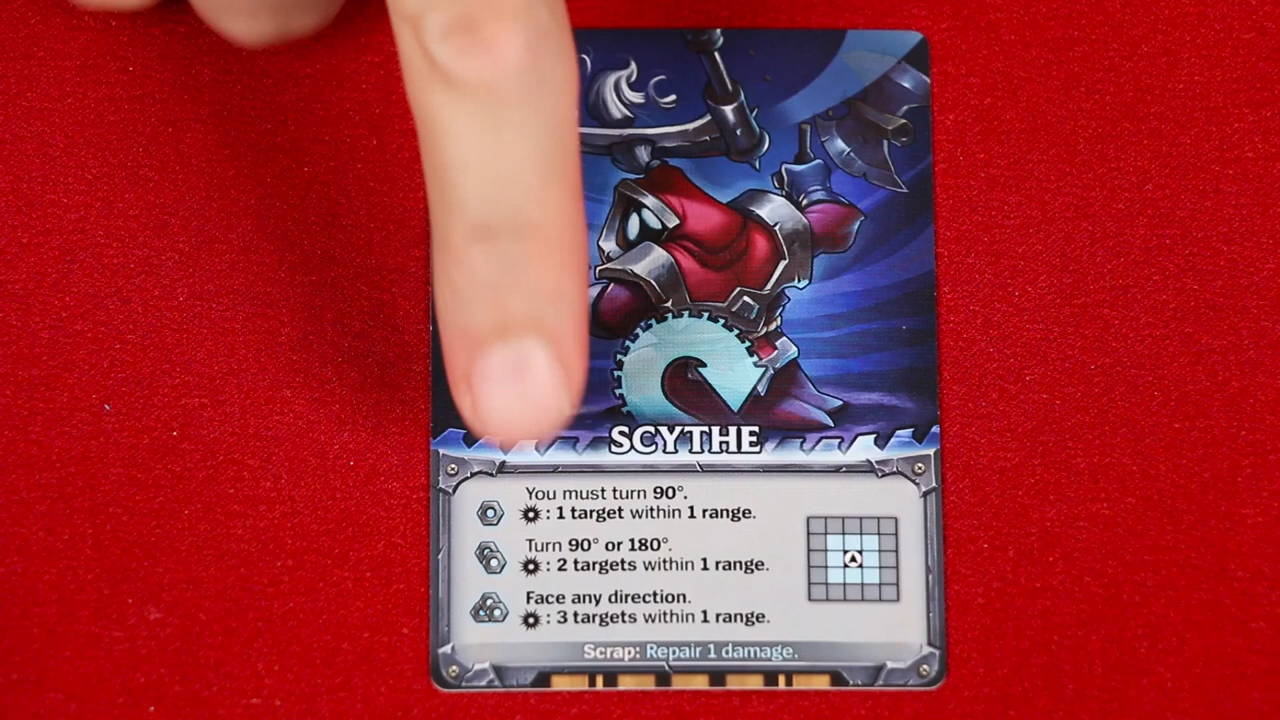 SCYTHE
You must turn 90°.
: 1 target within 1 range.
Turn 90° or 180°.
: 2 targets within 1 range.
Face any direction.
: 3 targets within 1 range.
Scrap: Repair 1 damage.